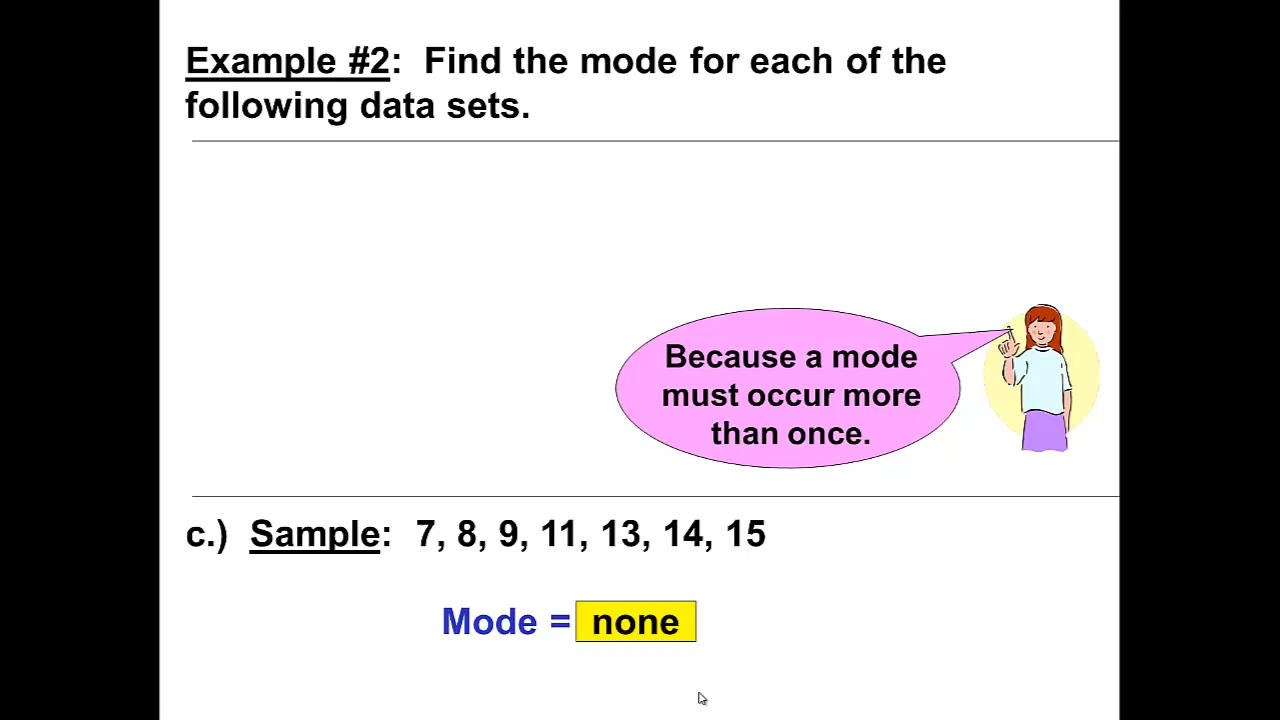 Example #2: Find the mode for each of the
following data sets.
Because a mode
must occur more
than once.
c.) Sample: 7, 8, 9, 11, 13, 14, 15
Mode = none